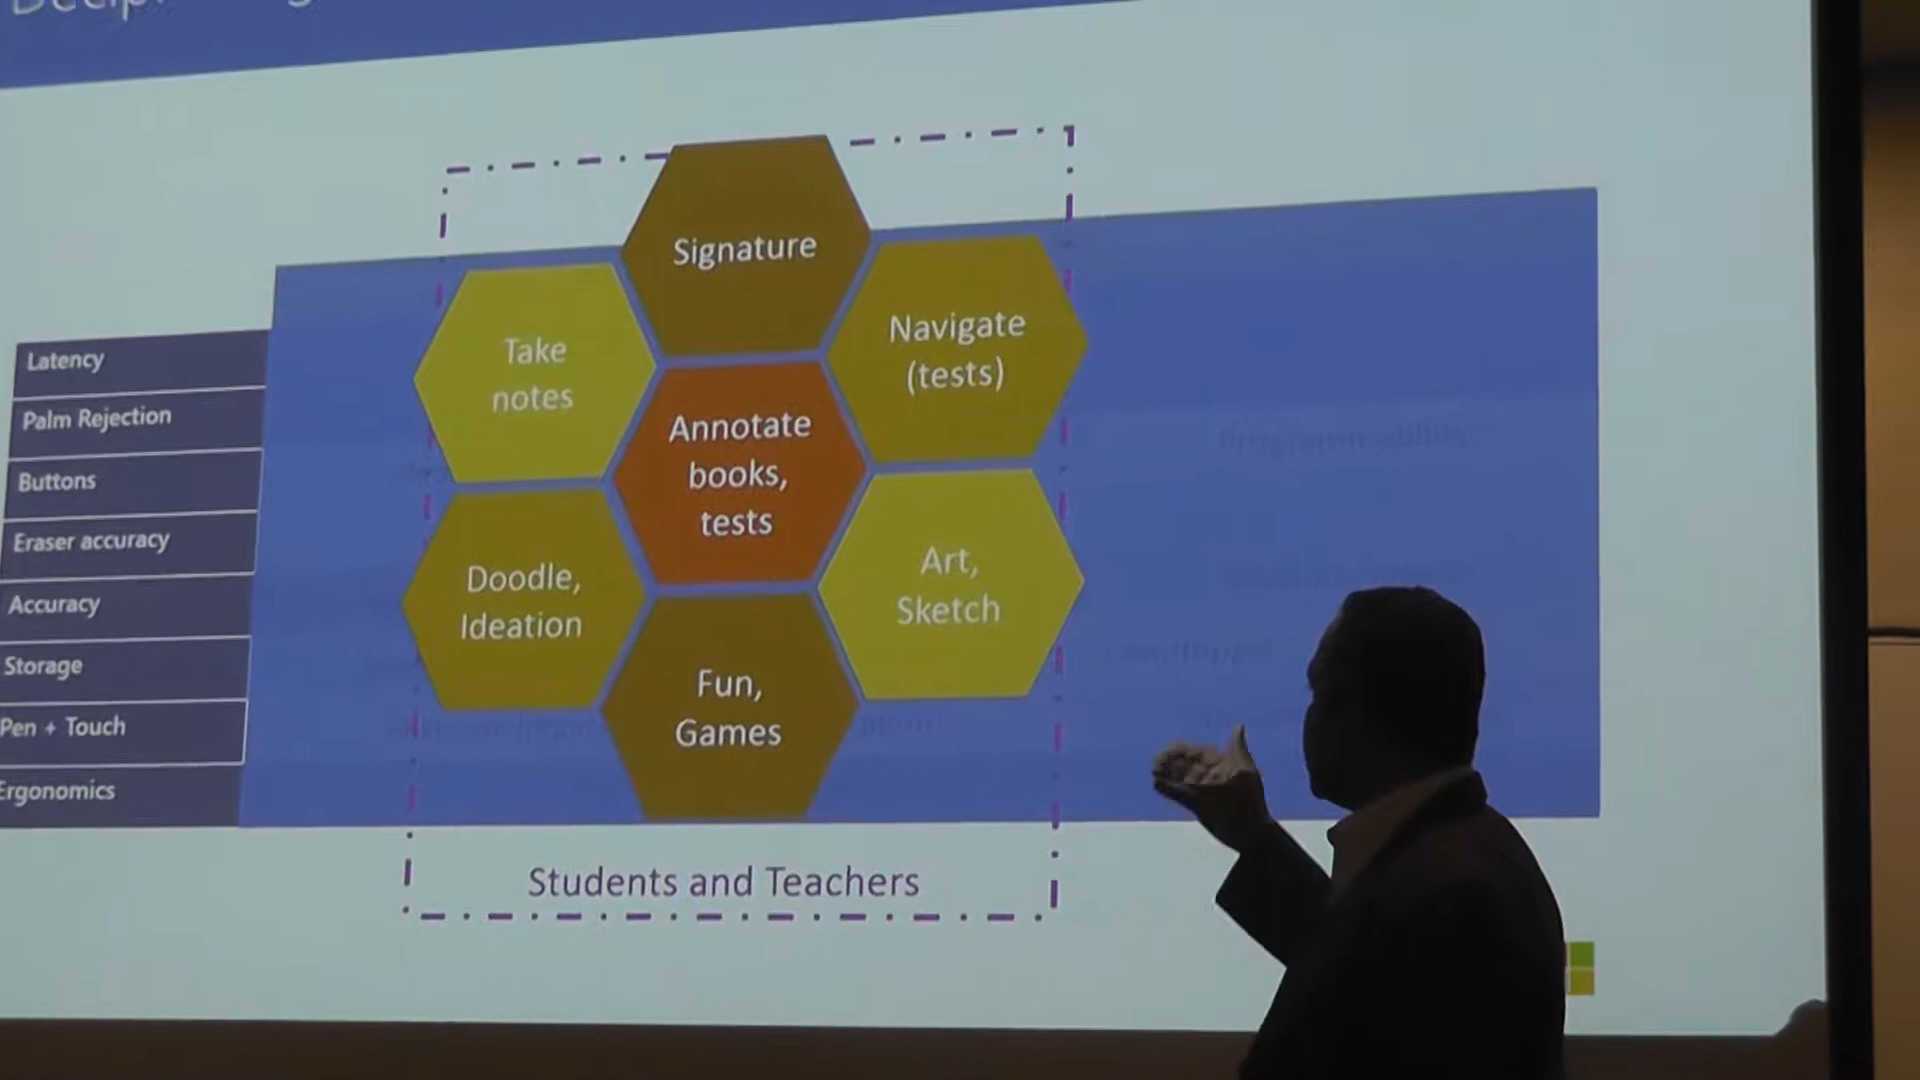 Latency
Palm Rejection
Buttons
Eraser accuracy
Accuracy
Storage
Pen + Touch
Ergonomics
Signature
Take
notes
Navigate
(tests)
Annotate
books,
tests
Doodle,
Ideation
Art,
Sketch
Fun,
Games
Students and Teachers